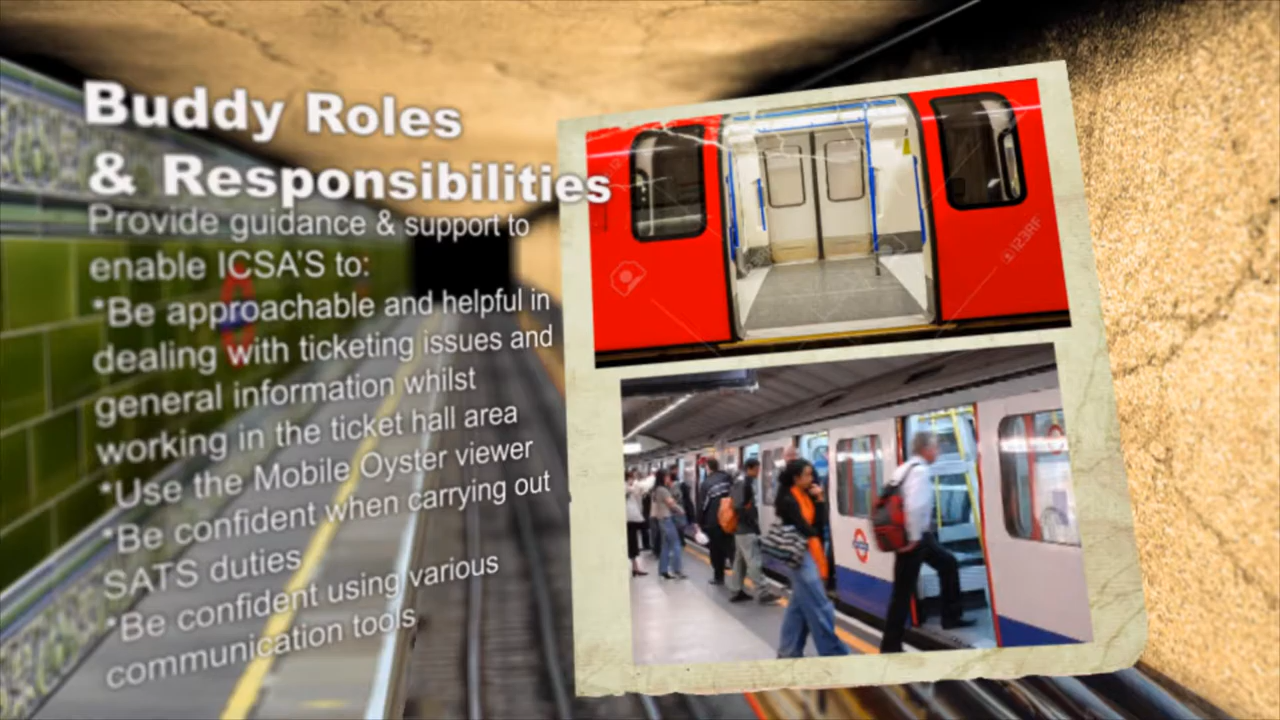 Buddy Roles
& Responsibilities
Provide guidance & support to
enable ICSA'S to:
*Be approachable and helpful in
dealing with ticketing issues and
general information whilst
working in the ticket hall area
*Use the Mobile Oyster viewer
*Be confident when carrying out
SATS duties
*Be confident using various
communication tools
123RF